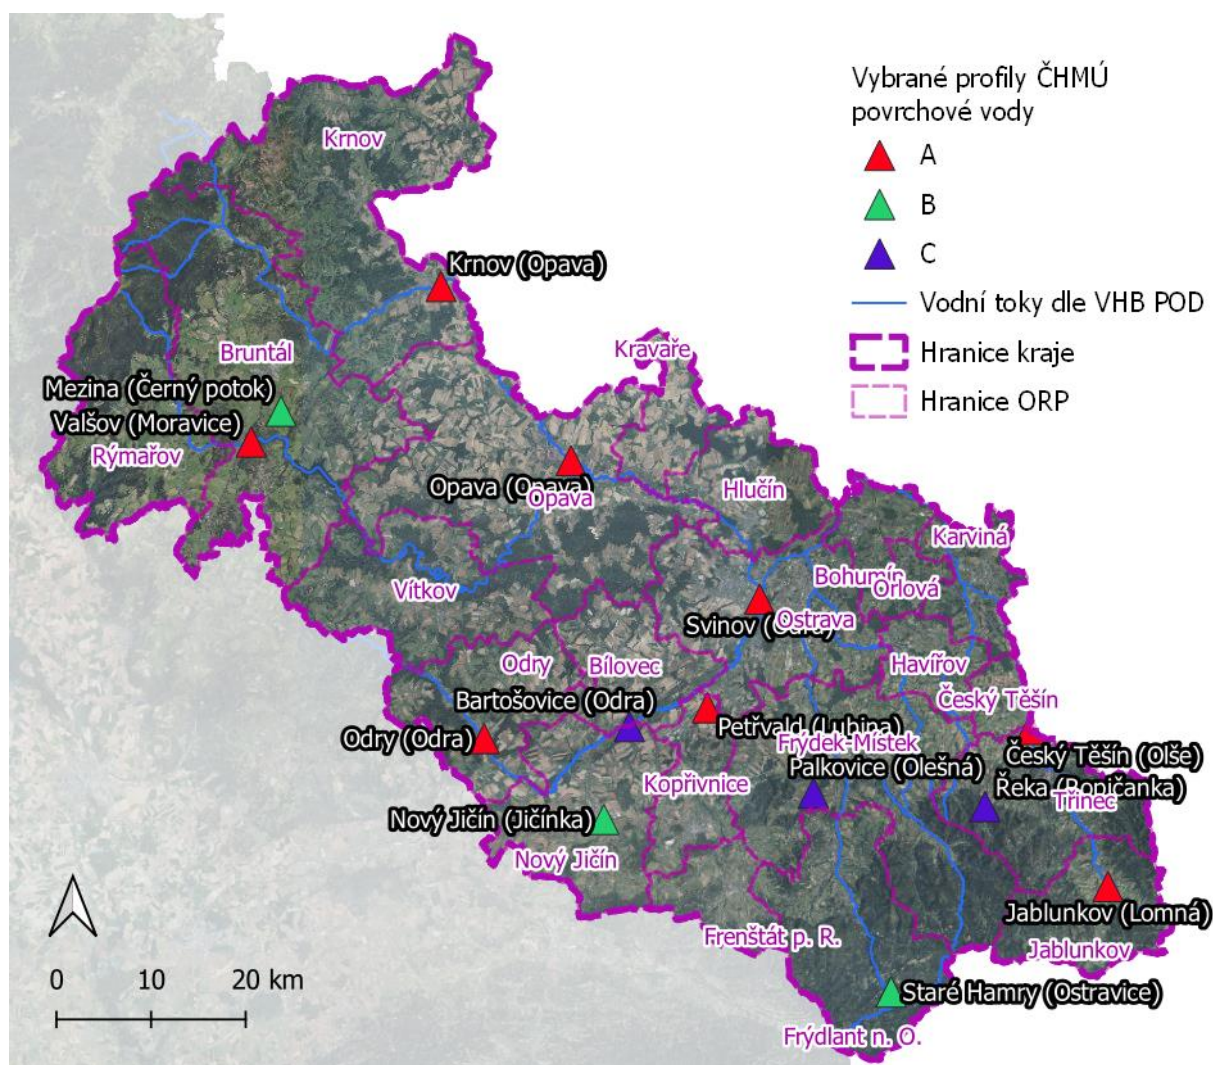 Vybrané profily ČHMÚ
povrchové vody
A
B
C
Vodní toky dle VHB POD
Hranice kraje
Hranice ORP
Krnov
Krnov (Opava)
Kravaře
Bruntál
Mezina (Černý potok)
Valšov (Moravice)
Rýmařov
Opava (Opava)
Opava
Hlučín
Karviná
Bohumín
Orlová
Vítkov
Svinov (Odra)
Ostrava
Odry
Bílovec
Havířov
Český Těšín
Bartošovice (Odra)
Petřvald (Lubina)
Odry (Odra)
Frýdek-Místek
Český Těšín (Olše)
Palkovice (Olešná)
Kopřivnice
Řeka (Ropičanka)
Třinec
Nový Jičín (Jičínka)
Nový Jičín
Jablunkov (Lomná)
Frenštát p. R.
Jablunkov
0 10 20 km
Staré Hamry (Ostravice)
Frýdlant n. O.